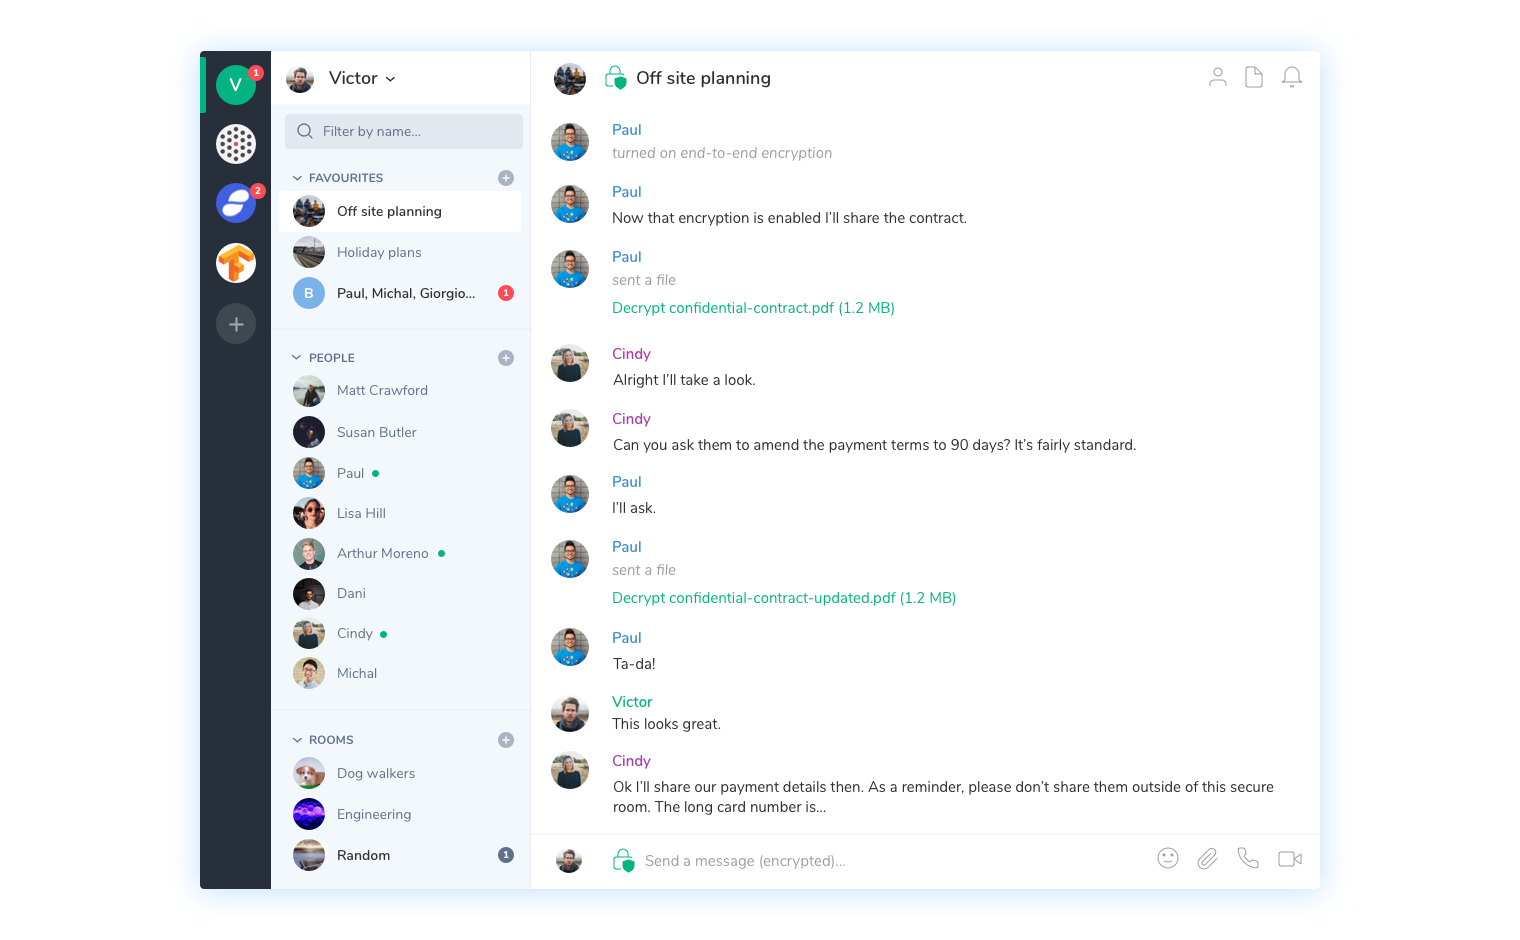 V
1
2
Victor
Filter by name...
FAVOURITES
Off site planning
Holiday plans
B
Paul, Michal, Giorgio...
1
PEOPLE
Matt Crawford
Susan Butler
Paul
Lisa Hill
Arthur Moreno
Dani
Cindy
Michal
ROOMS
Dog walkers
Engineering
Random
1
Off site planning
Paul
turned on end-to-end encryption
Paul
Now that encryption is enabled I'll share the contract.
Paul
sent a file
Decrypt confidential-contract.pdf (1.2 MB)
Cindy
Alright I'll take a look.
Cindy
Can you ask them to amend the payment terms to 90 days? It's fairly standard.
Paul
I'll ask.
Paul
sent a file
Decrypt confidential-contract-updated.pdf (1.2 MB)
Paul
Ta-da!
Victor
This looks great.
Cindy
Ok I'll share our payment details then. As a reminder, please don't share them outside of this secure
room. The long card number is...
Send a message (encrypted)...